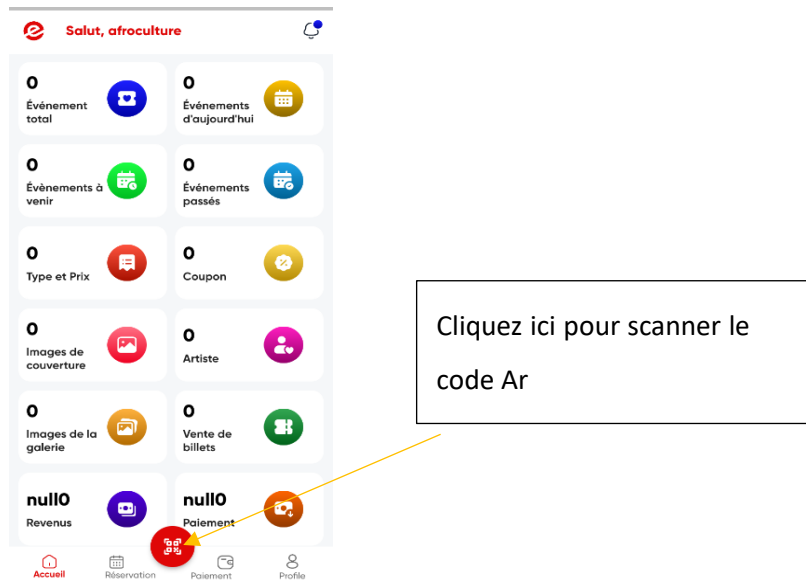 Salut, afroculture
0
Événement
total
0
Événements
d'aujourd'hui
0
Évènements à
venir
0
Événements
passés
0
Type et Prix
0
Coupon
0
Images de
couverture
0
Artiste
0
Images de la
galerie
0
Vente de
billets
null0
Revenus
null0
Paiement
Accueil
Réservation
Paiement
Profile
Cliquez ici pour scanner le
code Ar